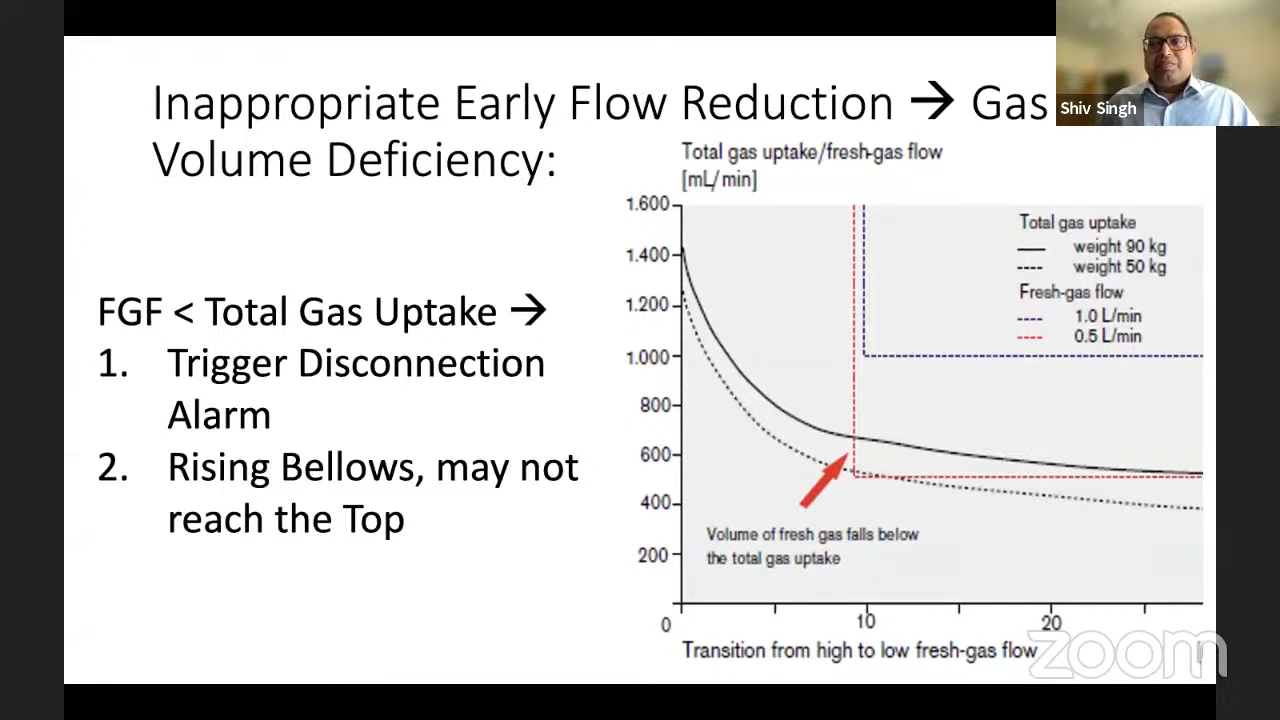 Inappropriate Early Flow Reduction → Gas
Volume Deficiency:
Shiv Singh
FGF < Total Gas Uptake →
1. Trigger Disconnection
Alarm
2. Rising Bellows, may not
reach the Top
Total gas uptake/fresh-gas flow
[mL/min]
1.600
1.400
1.200
1.000
800
600
400
200
0
10
20
Total gas uptake
weight 90 kg
weight 50 kg
Fresh-gas flow
1.0 L/min
0.5 L/min
Volume of fresh gas falls below
the total gas uptake
Transition from high to low fresh-gas flow
zoom